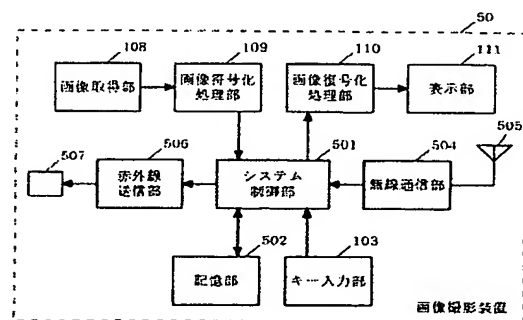 50
108
109
110
111
画像取得部
画像符号化
処理部
画像復号化
処理部
表示部
507
506
501
504
505
赤外線
送信部
システム
制御部
無線通信部
502
103
記憶部
キー入力部
画像撮影装置